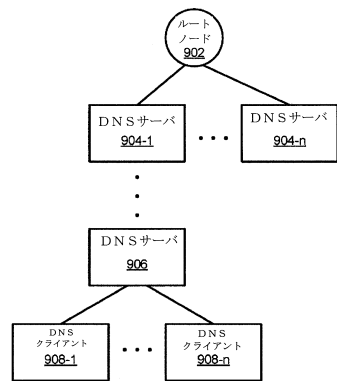 ルート
ノード
902
DNSサーバ
904-1
DNSサーバ
904-n
DNSサーバ
906
DNS
クライアント
908-1
DNS
クライアント
908-n